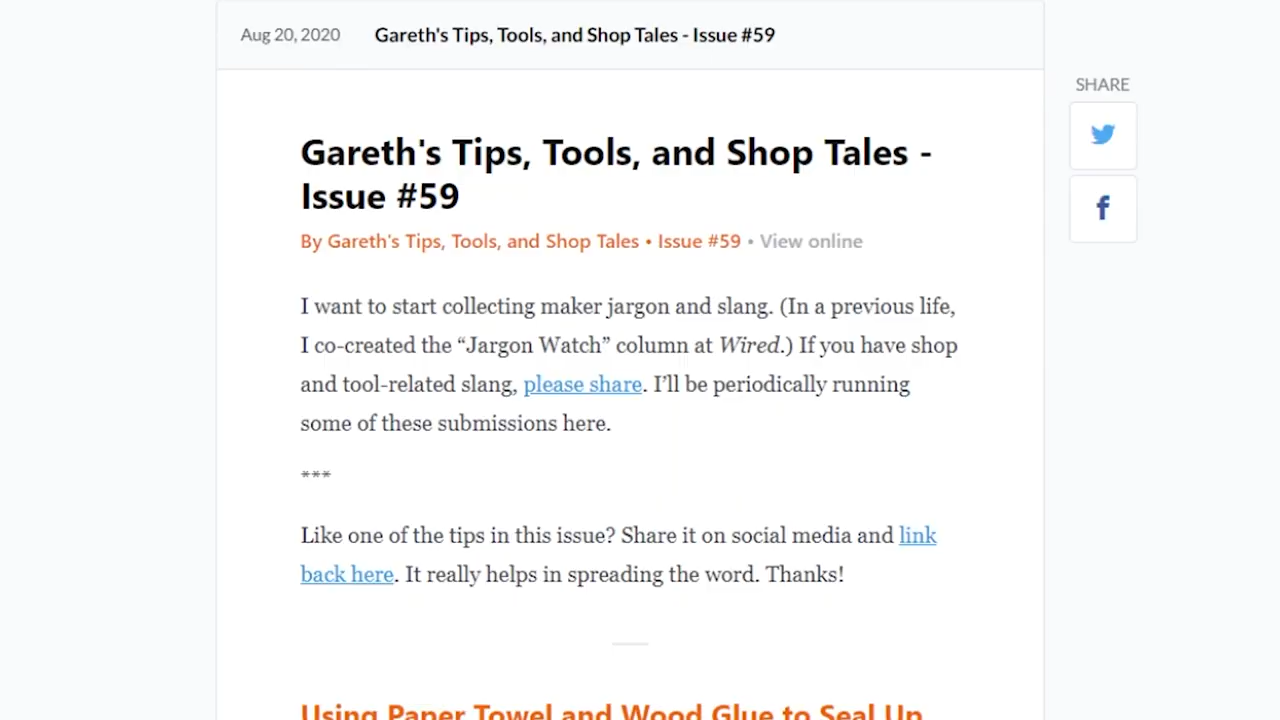 Aug 20, 2020 Gareth's Tips, Tools, and Shop Tales - Issue #59
SHARE
Gareth's Tips, Tools, and Shop Tales -
Issue #59
By Gareth's Tips, Tools, and Shop Tales • Issue #59 • View online
I want to start collecting maker jargon and slang. (In a previous life,
I co-created the “Jargon Watch” column at Wired.) If you have shop
and tool-related slang, please share. I’ll be periodically running
some of these submissions here.
***
Like one of the tips in this issue? Share it on social media and link
back here. It really helps in spreading the word. Thanks!
Using Paper Towel and Wood Glue to Seal Up